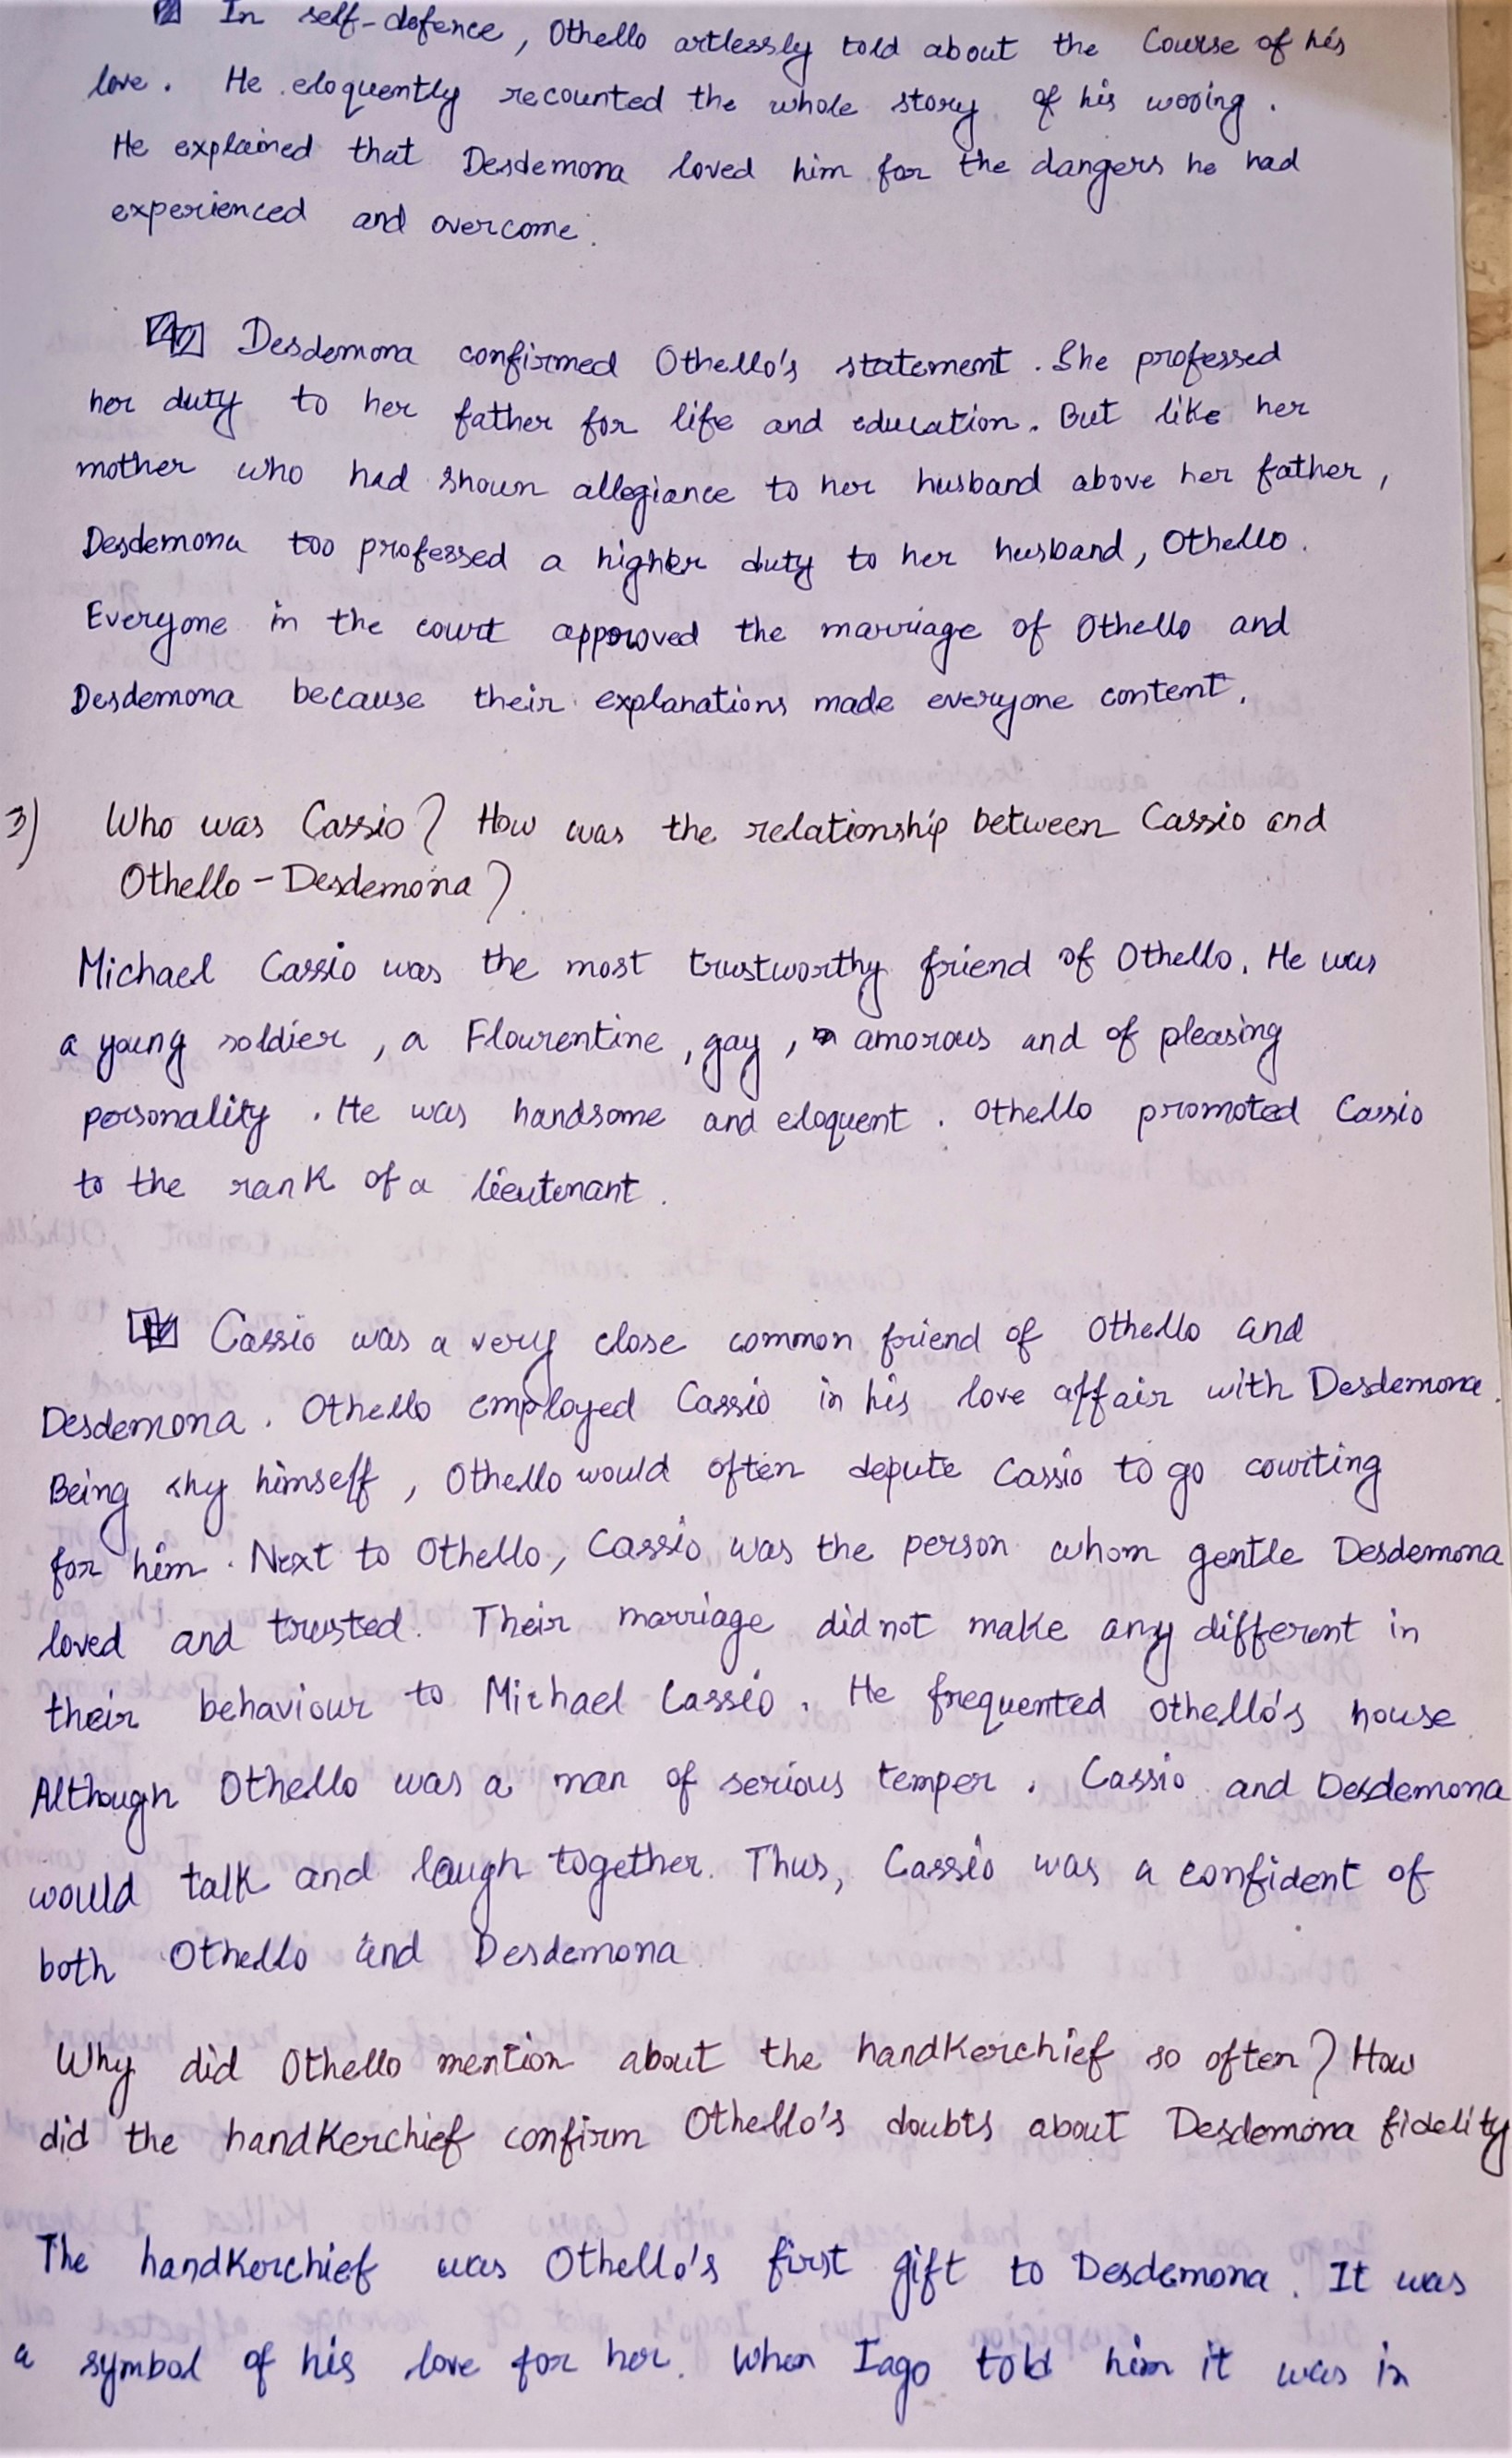 In self-defence, Othello artlessly told about the Course of his
love. He eloquently recounted the whole story of his wooing.
He explained that Desdemona loved him for the dangers he had
experienced and overcome.
Desdemona confirmed Othello's statement. She professed
her duty to her father for life and education. But like her
mother who had shown allegiance to her husband above her father,
Desdemona too professed a higher duty to her husband, Othello.
Everyone in the court approved the marriage of Othello and
Desdemona because their explanations made everyone content.
3) Who was Cassio? How was the relationship between Cassio and
Othello - Desdemona?
Michael Cassio was the most trustworthy friend of Othello. He was
a young soldier, a Flourentine, gay, amorous and of pleasing
personality. He was handsome and eloquent. Othello promoted Cassio
to the rank of a lieutenant.
Cassio was a very close common friend of Othello and
Desdemona. Othello employed Cassio in his love affair with Desdemona.
Being shy himself, Othello would often depute Cassio to go courting
for him. Next to Othello, Cassio was the person whom gentle Desdemona
loved and trusted. Their marriage did not make any different in
their behaviour to Michael Cassio. He frequented Othello's house
Although Othello was a man of serious temper. Cassio and Desdemona
would talk and laugh together. Thus, Cassio was a confident of
both Othello and Desdemona
Why did Othello mention about the handkerchief so often? How
did the handkerchief confirm Othello's doubts about Desdemona fidelity
The handkerchief was Othello's first gift to Desdemona. It was
a symbol of his love for her. When Iago told him it was in